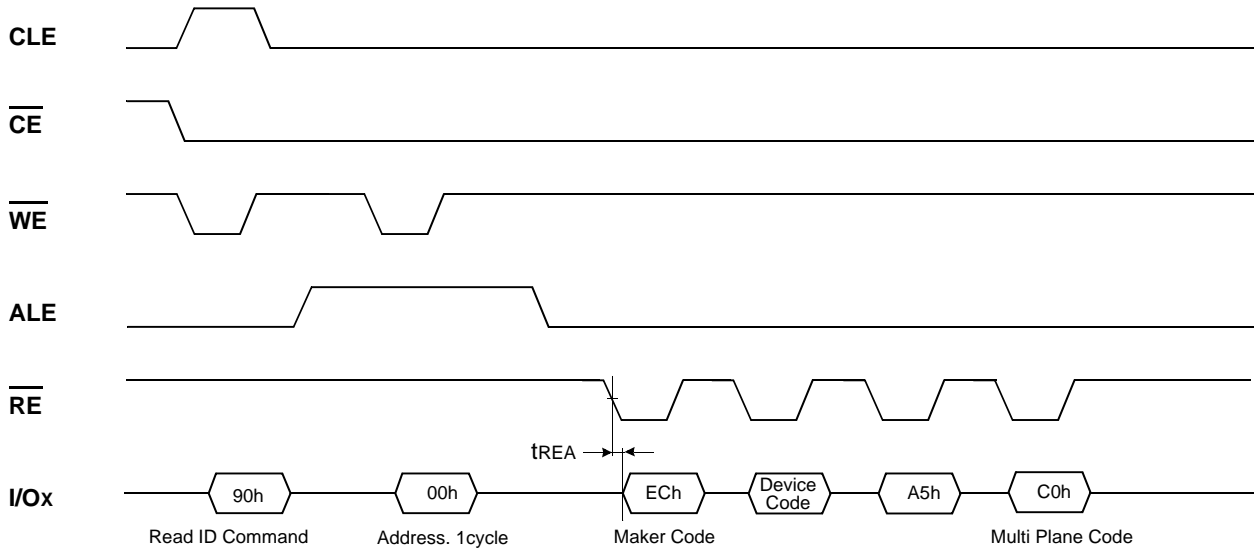 CLE
CE
WE
ALE
RE
tREA
I/Ox
90h
00h
ECh
Device
Code
A5h
C0h
Read ID Command
Address. 1cycle
Maker Code
Multi Plane Code